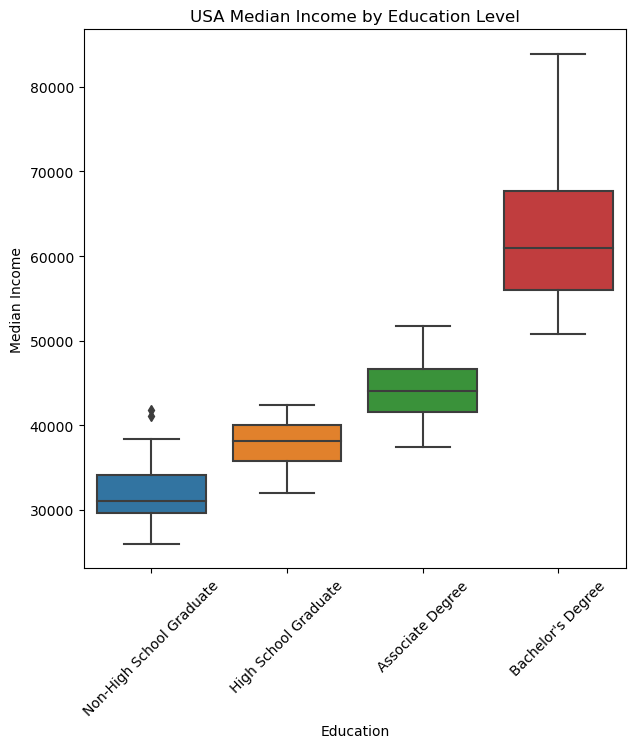 USA Median Income by Education Level
Median Income
80000
70000
60000
50000
40000
30000
Non-High School Graduate
High School Graduate
Associate Degree
Bachelor's Degree
Education